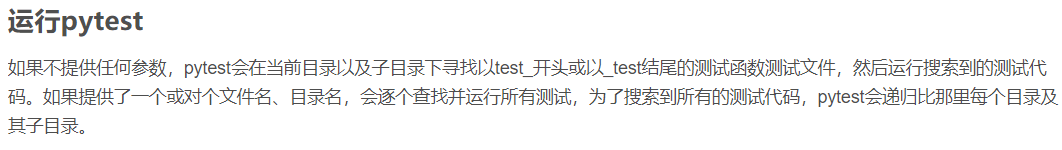 运行pytest
如果不提供任何参数，pytest会在当前目录以及子目录下寻找以test_开头或以_test结尾的测试函数测试文件，然后运行搜索到的测试代
码。如果提供了一个或对个文件名、目录名，会逐个查找并运行所有测试，为了搜索到所有的测试代码，pytest会递归比那里每个目录及
其子目录。